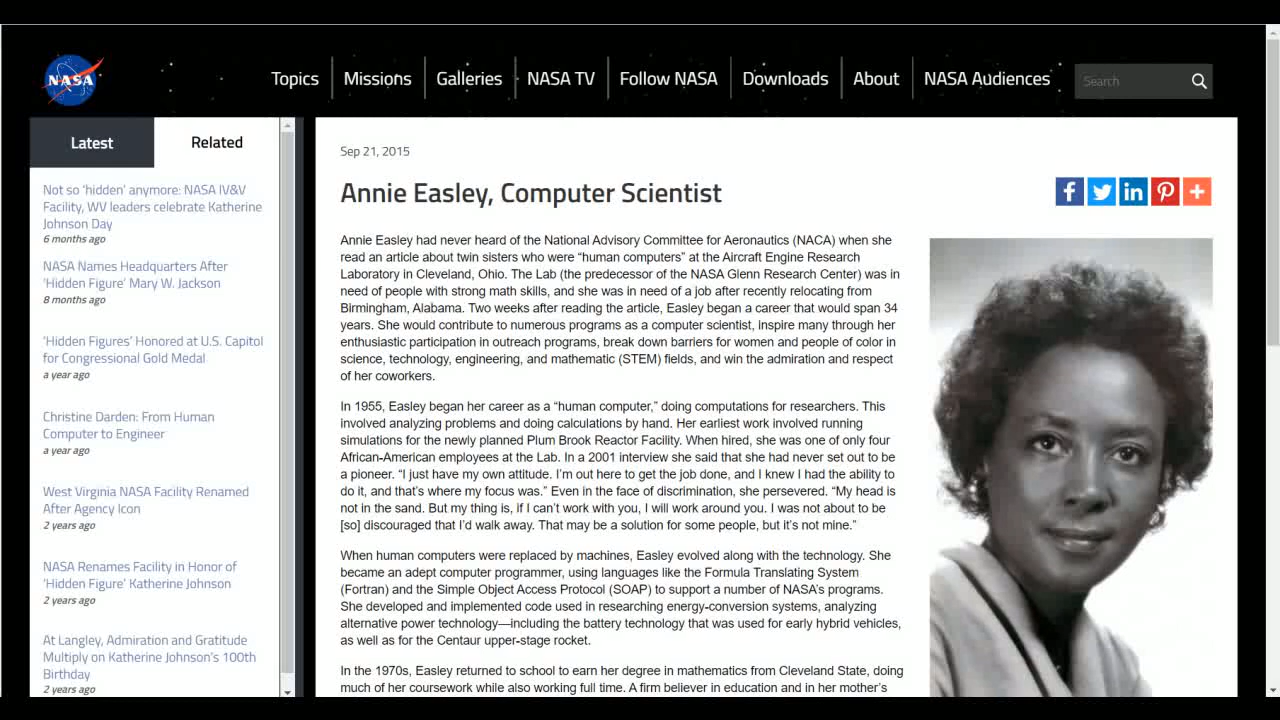 NASA
Topics
Missions
Galleries
NASA TV
Follow NASA
Downloads
About
NASA Audiences
Search
Latest
Related
Not so 'hidden' anymore: NASA IV&V
Facility, WV leaders celebrate Katherine
Johnson Day
6 months ago
NASA Names Headquarters After
'Hidden Figure' Mary W. Jackson
8 months ago
'Hidden Figures' Honored at U.S. Capitol
for Congressional Gold Medal
a year ago
Christine Darden: From Human
Computer to Engineer
a year ago
West Virginia NASA Facility Renamed
After Agency Icon
2 years ago
NASA Renames Facility in Honor of
'Hidden Figure' Katherine Johnson
2 years ago
At Langley, Admiration and Gratitude
Multiply on Katherine Johnson's 100th
Birthday
2 years ago
Sep 21, 2015
Annie Easley, Computer Scientist
Annie Easley had never heard of the National Advisory Committee for Aeronautics (NACA) when she
read an article about twin sisters who were “human computers” at the Aircraft Engine Research
Laboratory in Cleveland, Ohio. The Lab (the predecessor of the NASA Glenn Research Center) was in
need of people with strong math skills, and she was in need of a job after recently relocating from
Birmingham, Alabama. Two weeks after reading the article, Easley began a career that would span 34
years. She would contribute to numerous programs as a computer scientist, inspire many through her
enthusiastic participation in outreach programs, break down barriers for women and people of color in
science, technology, engineering, and mathematic (STEM) fields, and win the admiration and respect
of her coworkers.
In 1955, Easley began her career as a “human computer,” doing computations for researchers. This
involved analyzing problems and doing calculations by hand. Her earliest work involved running
simulations for the newly planned Plum Brook Reactor Facility. When hired, she was one of only four
African-American employees at the Lab. In a 2001 interview she said that she had never set out to be
a pioneer. “I just have my own attitude. I’m out here to get the job done, and I knew I had the ability to
do it, and that’s where my focus was.” Even in the face of discrimination, she persevered. “My head is
not in the sand. But my thing is, if I can’t work with you, I will work around you. I was not about to be
[so] discouraged that I’d walk away. That may be a solution for some people, but it’s not mine.”
When human computers were replaced by machines, Easley evolved along with the technology. She
became an adept computer programmer, using languages like the Formula Translating System
(Fortran) and the Simple Object Access Protocol (SOAP) to support a number of NASA’s programs.
She developed and implemented code used in researching energy-conversion systems, analyzing
alternative power technology—including the battery technology that was used for early hybrid vehicles,
as well as for the Centaur upper-stage rocket.
In the 1970s, Easley returned to school to earn her degree in mathematics from Cleveland State, doing
much of her coursework while also working full time. A firm believer in education and in her mother’s